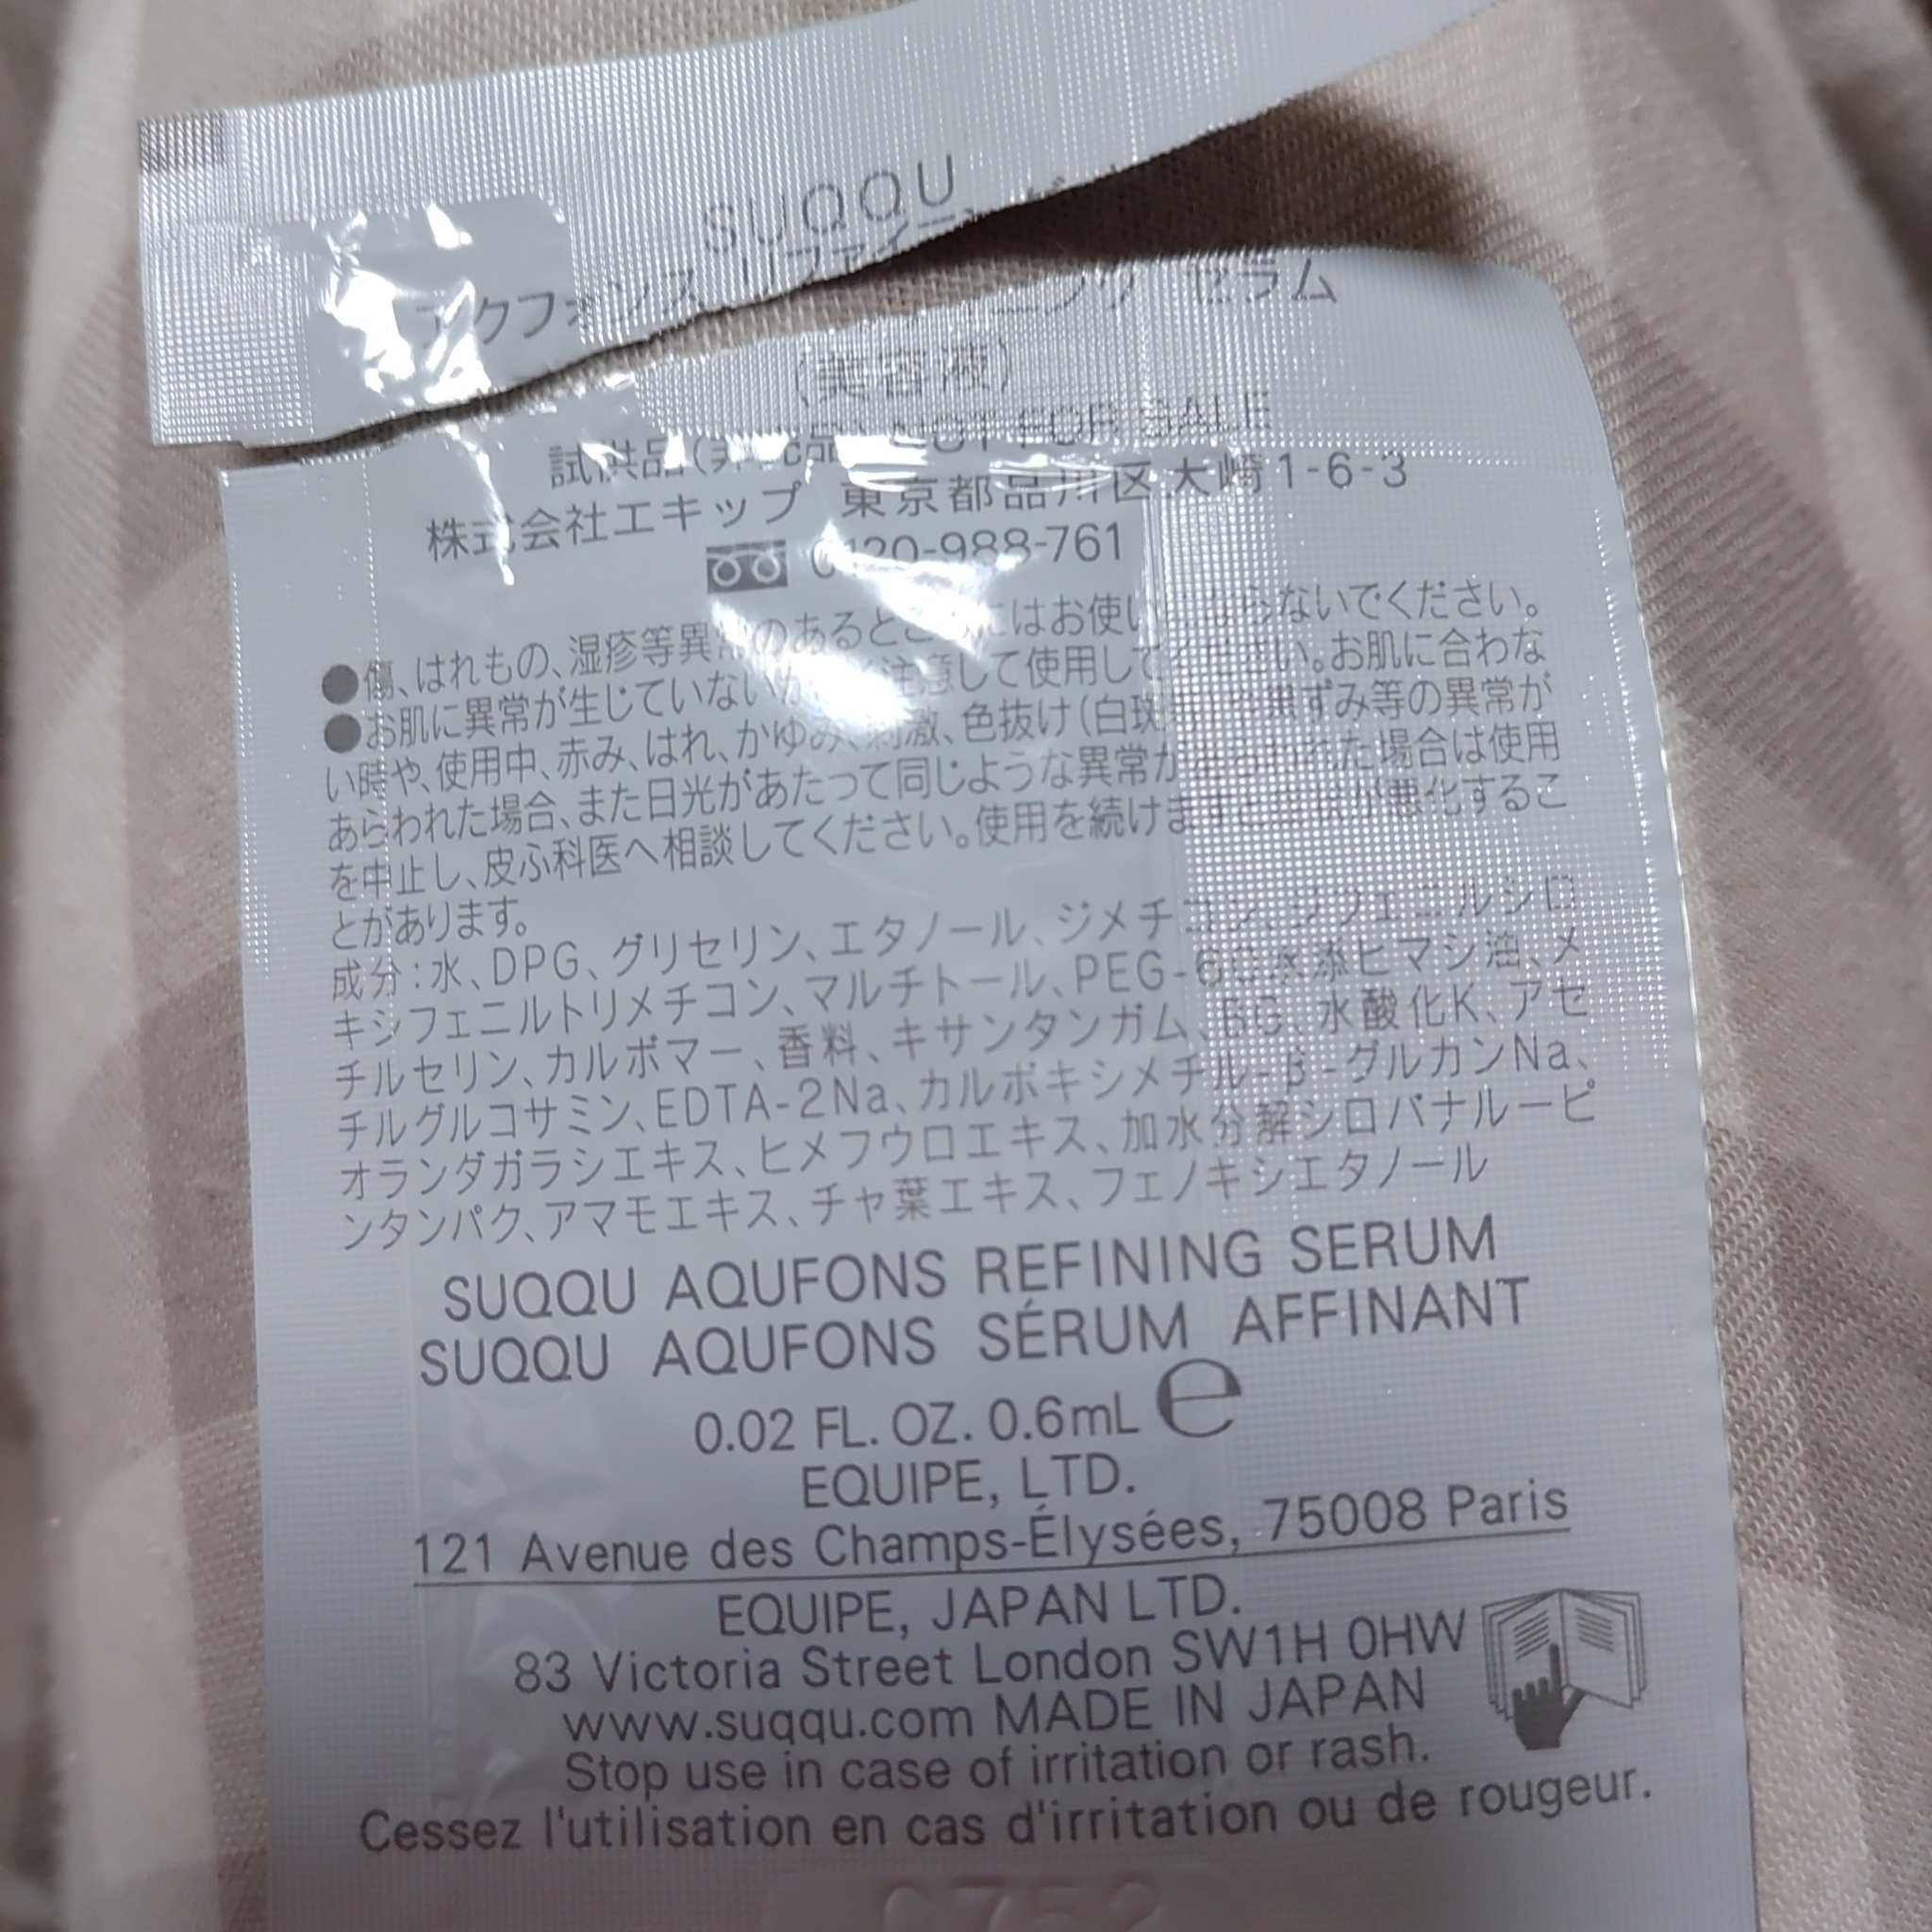 SUQQU
アクフォンス リファイニング セラム
(美容液)
試供品( 品) NOT FOR SALE
株式会社エキップ 東京都品川区大崎1-6-3
0120-988-761
●傷、はれもの、湿疹等異常のあるところにはお使いにならないでください。
●お肌に異常が生じていないかよく注意して使用してください。お肌に合わな
い時や、使用中、赤み、はれ、かゆみ、刺激、色抜け(白斑 黒ずみ等の異常が
あらわれた場合、また日光があたって同じような異常が れた場合は使用
を中止し、皮ふ科医へ相談してください。使用を続けますと症状が悪化するこ
とがあります。
成分:水、DPG、グリセリン、エタノール、ジメチコン、ジフェニルシロ
キシフェニルトリメチコン、マルチトール、PEG-60水添ヒマシ油、メ
チルセリン、カルボマー、香料、キサンタンガム、BG、水酸化K、アセ
チルグルコサミン、EDTA-2Na、カルボキシメチル-β-グルカンNa、
オランダガラシエキス、ヒメフウロエキス、加水分解シロバナルーピ
ンタンパク、アマモエキス、チャ葉エキス、フェノキシエタノール
SUQQU AQUFONS REFINING SERUM
SUQQU AQUFONS SÉRUM AFFINANT
0.02 FL. OZ. 0.6mL ℮
EQUIPE, LTD.
121 Avenue des Champs-Élysées, 75008 Paris
EQUIPE, JAPAN LTD.
83 Victoria Street London SW1H 0HW
www.suqqu.com MADE IN JAPAN
Stop use in case of irritation or rash.
Cessez l'utilisation en cas d'irritation ou de rougeur.